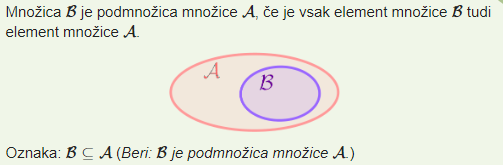 Množica ℬ je podmnožica množice 𝒜, če je vsak element množice ℬ tudi
element množice 𝒜.
𝒜
ℬ
Oznaka: ℬ ⊆ 𝒜 (Beri: ℬ je podmnožica množice 𝒜.)